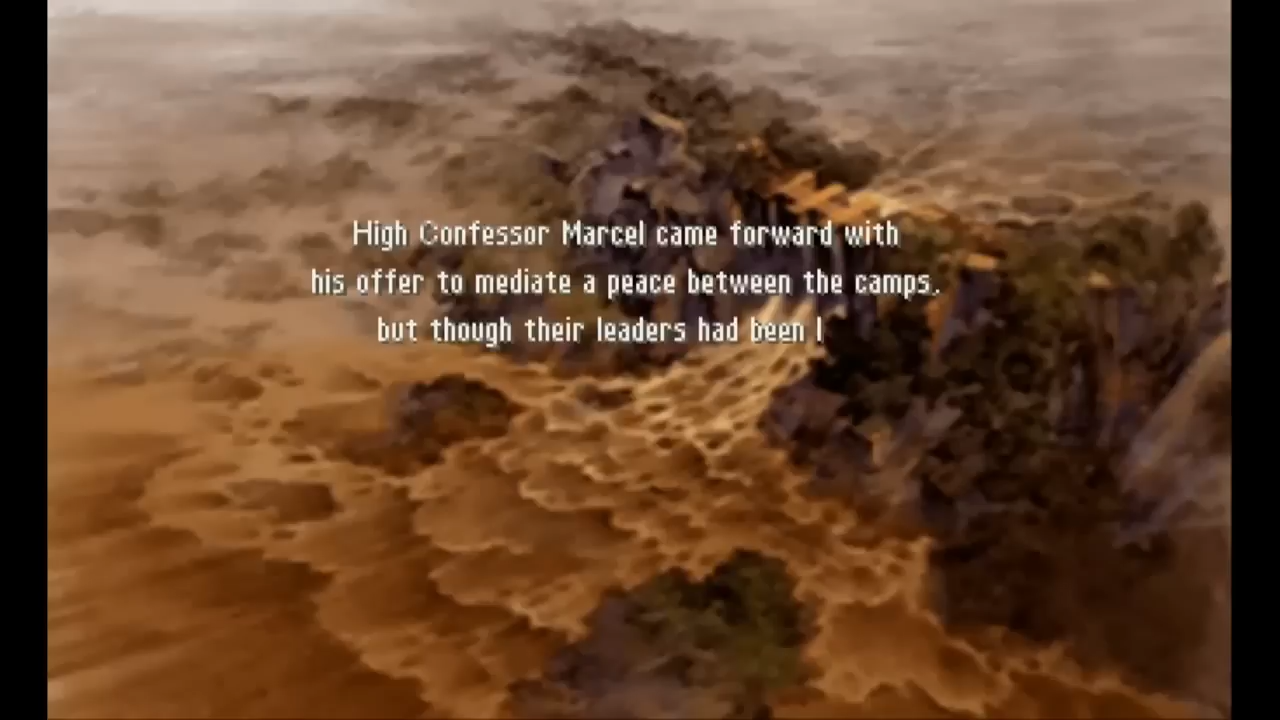 High Confessor Marcel came forward with
his offer to mediate a peace between the camps,
but though their leaders had been l